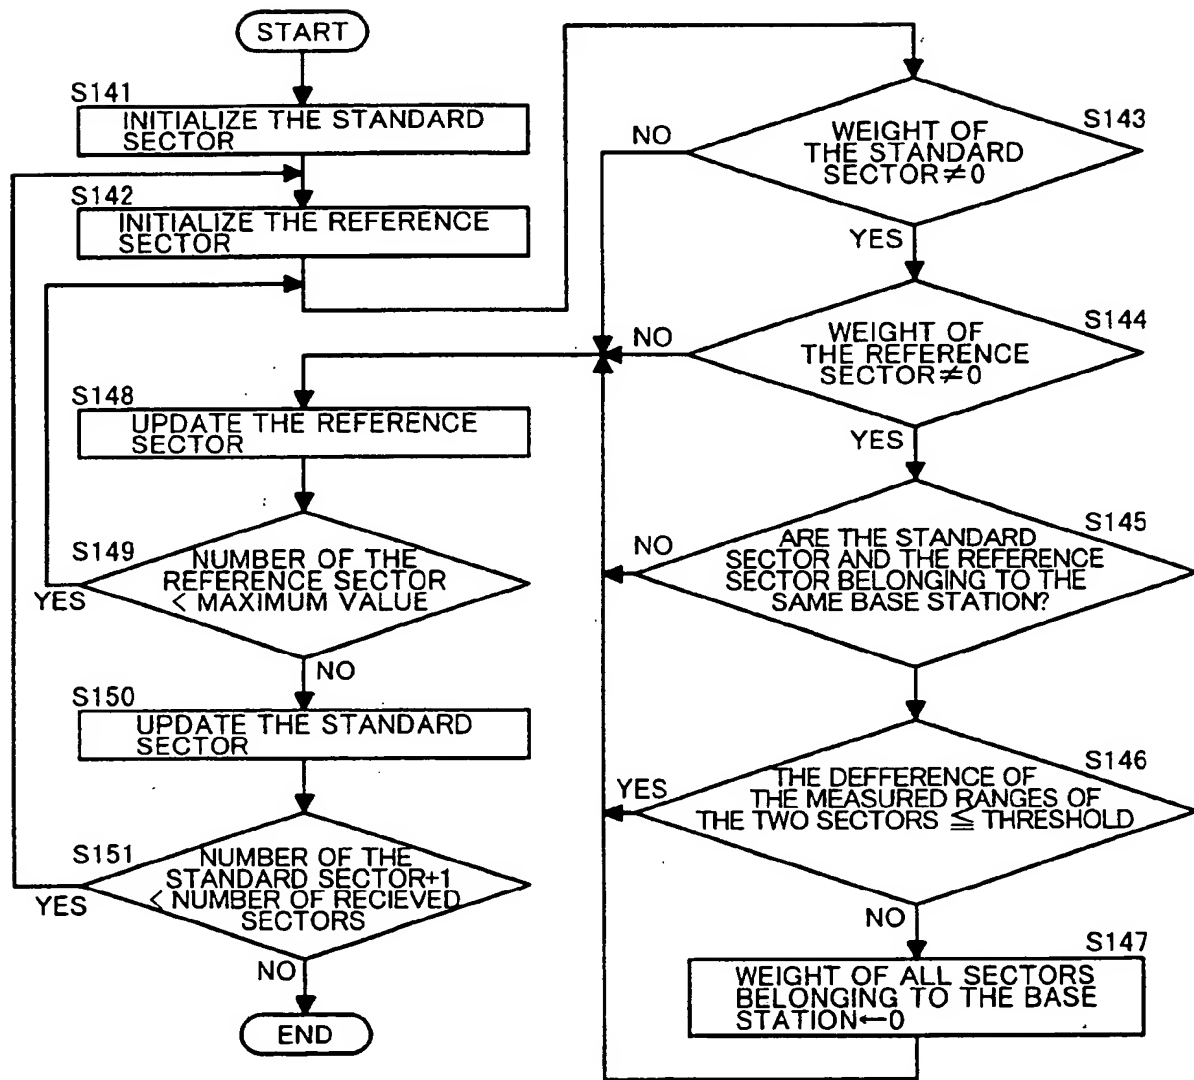 START
S141
INITIALIZE THE STANDARD
SECTOR
S142
INITIALIZE THE REFERENCE
SECTOR
S148
UPDATE THE REFERENCE
SECTOR
S149
NUMBER OF THE
REFERENCE SECTOR
< MAXIMUM VALUE
YES
NO
S150
UPDATE THE STANDARD
SECTOR
S151
NUMBER OF THE
STANDARD SECTOR+1
< NUMBER OF RECIEVED
SECTORS
YES
NO
END
S143
NO
WEIGHT OF
THE STANDARD
SECTOR≠0
YES
S144
NO
WEIGHT OF
THE REFERENCE
SECTOR≠0
YES
S145
NO
ARE THE STANDARD
SECTOR AND THE REFERENCE
SECTOR BELONGING TO THE
SAME BASE STATION?
S146
YES
THE DEFFERENCE OF
THE MEASURED RANGES OF
THE TWO SECTORS ≦ THRESHOLD
NO
S147
WEIGHT OF ALL SECTORS
BELONGING TO THE BASE
STATION←0